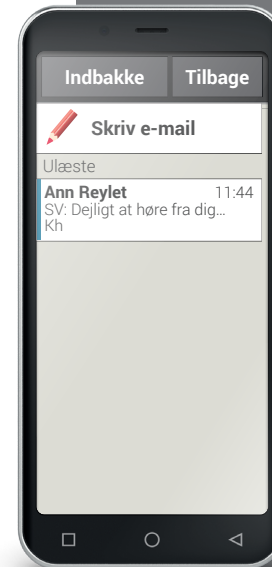 Indbakke Tilbage
Skriv e-mail
Ulæste
Ann Reylet 11:44
SV: Dejligt at høre fra dig...
Kh